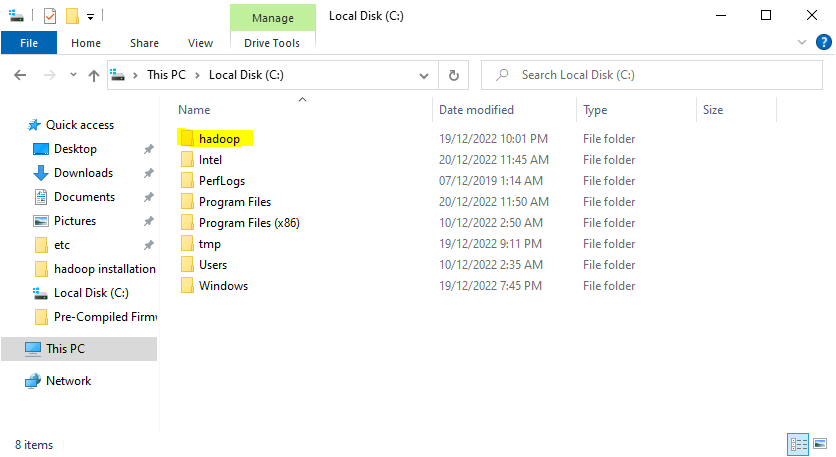 Manage Local Disk (C:)
File Home Share View Drive Tools
This PC Local Disk (C:) Search Local Disk (C:)
Name Date modified Type Size
Quick access
Desktop
Downloads
Documents
Pictures
etc
hadoop installation
Local Disk (C:)
Pre-Compiled Firmw
This PC
Network
hadoop 19/12/2022 10:01 PM File folder
Intel 20/12/2022 11:45 AM File folder
PerfLogs 07/12/2019 1:14 AM File folder
Program Files 20/12/2022 11:50 AM File folder
Program Files (x86) 10/12/2022 2:50 AM File folder
tmp 19/12/2022 9:11 PM File folder
Users 10/12/2022 2:35 AM File folder
Windows 19/12/2022 7:45 PM File folder
8 items